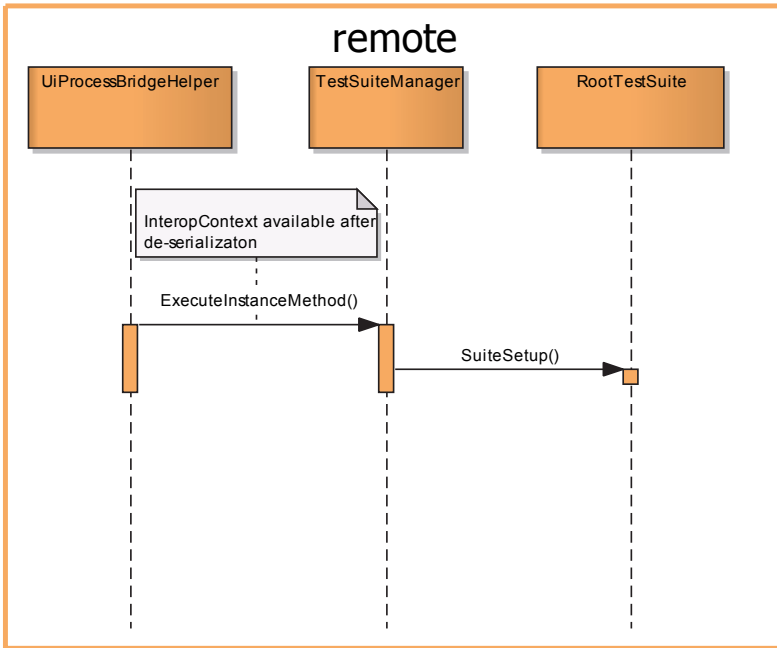 remote
UiProcessBridgeHelper
TestSuiteManager
RootTestSuite
InteropContext available after
de-serializaton
ExecuteInstanceMethod()
SuiteSetup()